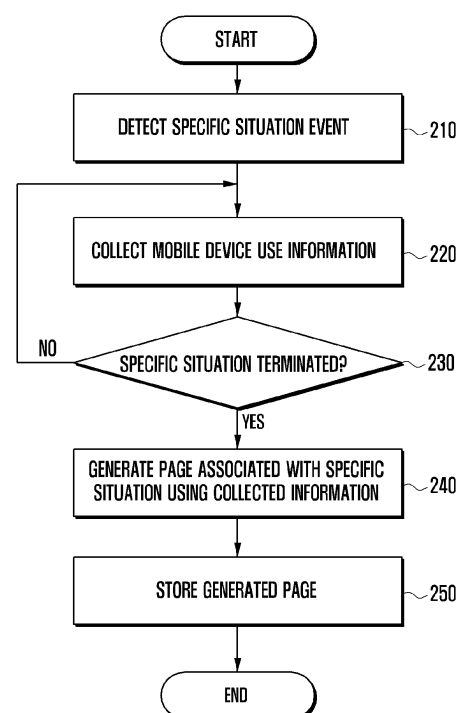 START
DETECT SPECIFIC SITUATION EVENT
210
COLLECT MOBILE DEVICE USE INFORMATION
220
NO
SPECIFIC SITUATION TERMINATED?
230
YES
GENERATE PAGE ASSOCIATED WITH SPECIFIC
SITUATION USING COLLECTED INFORMATION
240
STORE GENERATED PAGE
250
END